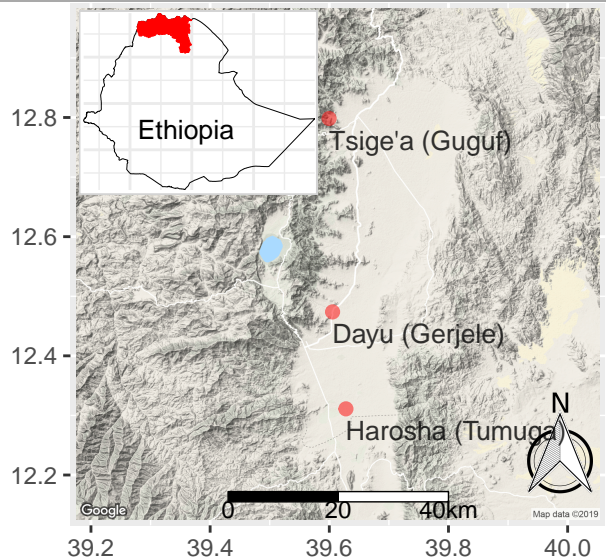 Ethiopia
12.8
Tsige'a (Guguf)
12.6
Dayu (Gerjele)
12.4
N
Harosha (Tumuga)
12.2
0 20 40km
Google
Map data ©2019
39.2 39.4 39.6 39.8 40.0